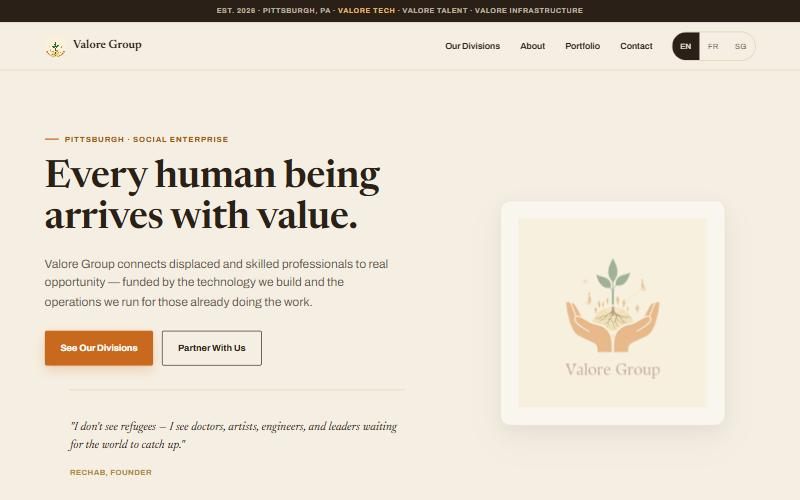 EST. 2026 · PITTSBURGH, PA · VALORE TECH · VALORE TALENT · VALORE INFRASTRUCTURE
Valore Group
Our Divisions
About
Portfolio
Contact
EN
FR
SG
PITTSBURGH · SOCIAL ENTERPRISE
Every human being
arrives with value.
Valore Group connects displaced and skilled professionals to real
opportunity — funded by the technology we build and the
operations we run for those already doing the work.
See Our Divisions
Partner With Us
"I don't see refugees – I see doctors, artists, engineers, and leaders waiting
for the world to catch up."
RECHAB, FOUNDER
Valore Group